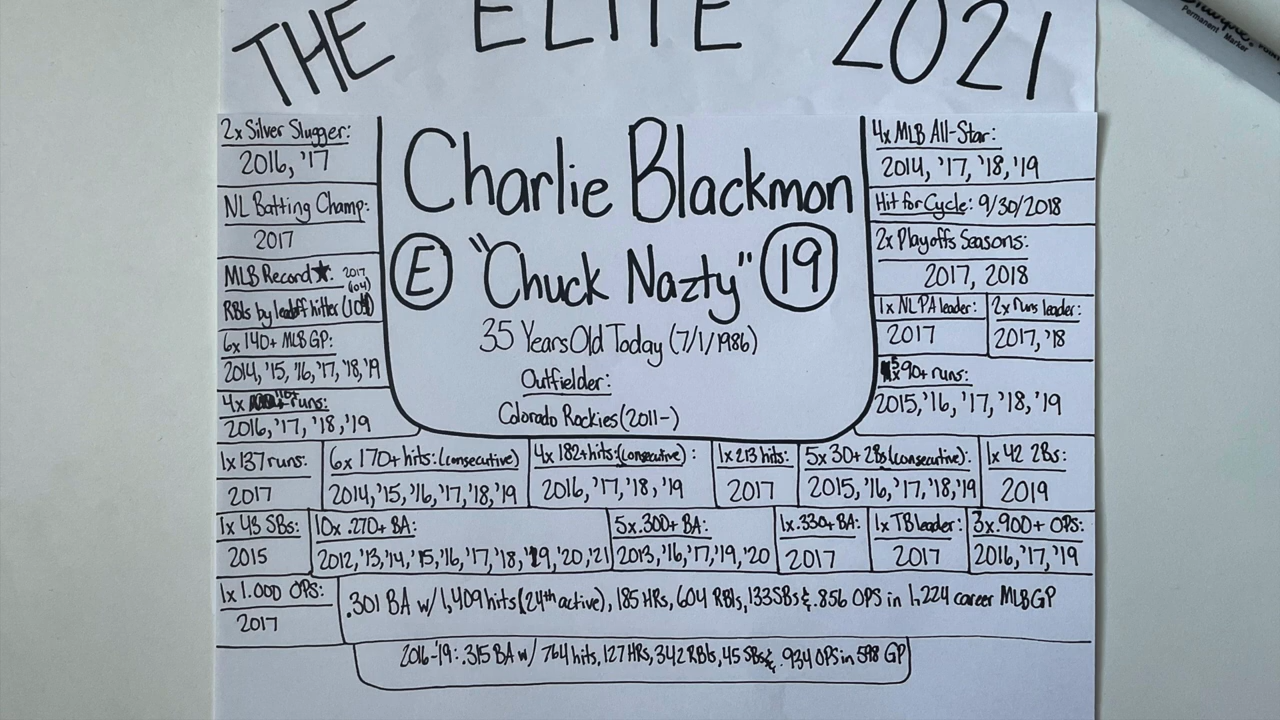 THE ELITE 2021
Permanent Marker
2x Silver Slugger:
2016, '17
NL Batting Champ:
2017
MLB Record★: 2017
RBIs by leadoff hitter
6x 140+ MLB GP:
2014, '15, '16, '17, '18, '19
4x runs:
2016, '17, '18, '19
Charlie Blackmon
E "Chuck Nazty" 19
35 Years Old Today (7/1/1986)
Outfielder:
Colorado Rockies (2011-)
4x MLB All-Star:
2014, '17, '18, '19
Hit for Cycle: 9/30/2018
2x Playoffs Seasons:
2017, 2018
1x NL PA leader:
2017
2x runs leader:
2017, '18
5x 90+ runs:
2015, '16, '17, '18, '19
1x 137 runs:
2017
6x 170+ hits: (consecutive)
2014, '15, '16, '17, '18, '19
4x 182+ hits: (consecutive) :
2016, '17, '18, '19
1x 213 hits:
2017
5x 30+ 2Bs (consecutive):
2015, '16, '17, '18, '19
1x 42 2Bs:
2019
1x 43 SBs:
2015
10x .270+ BA:
2012, '13, '14, '15, '16, '17, '18, '19, '20, '21
5x .300+ BA:
2013, '16, '17, '19, '20
1x .330+ BA:
2017
1x TB leader:
2017
3x .900+ OPS:
2016, '17, '19
1x 1.000 OPS:
2017
.301 BA w/ 1,409 hits (24th active), 185 HRs, 604 RBIs, 133 SBs & .856 OPS in 1,224 career MLB GP
2016-'19: .315 BA w/ 764 hits, 127 HRs, 342 RBIs, 45 SBs & .934 OPS in 598 GP